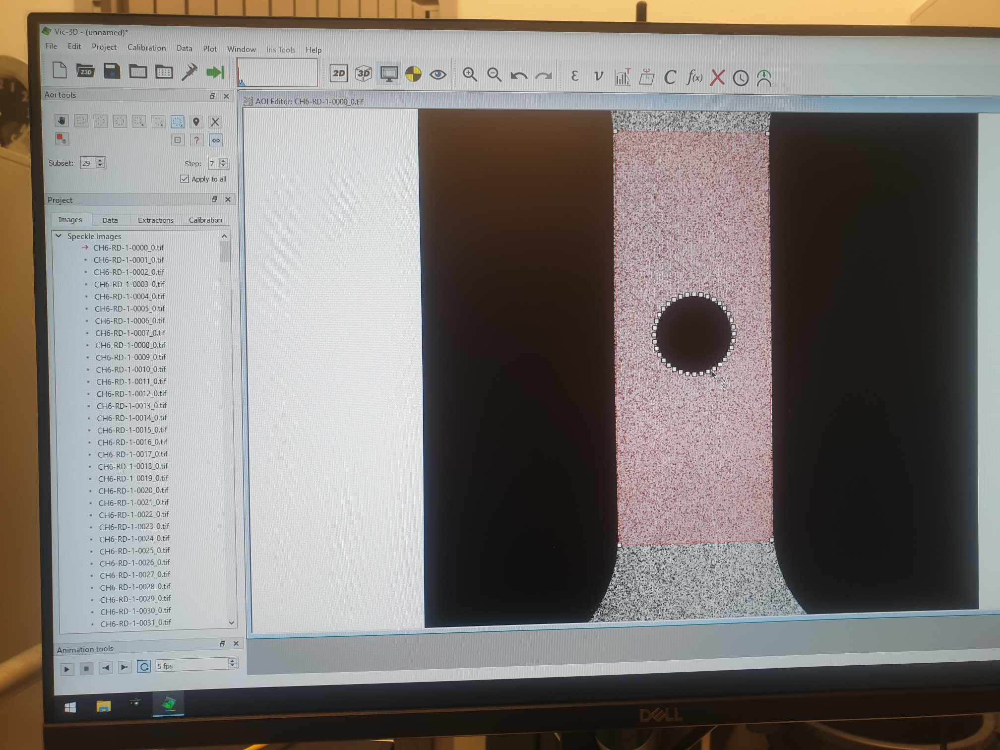 Vic-3D - (unnamed)*
File Edit Project Calibration Data Plot Window Iris Tools Help
Z3D 2D 3D ε ν T C f(x)
Aoi tools
AOI Editor: CH6-RD-1-0000_0.tif
?
Subset: 29 Step: 7
Apply to all
Project
Images Data Extractions Calibration
Speckle Images
CH6-RD-1-0000_0.tif
CH6-RD-1-0001_0.tif
CH6-RD-1-0002_0.tif
CH6-RD-1-0003_0.tif
CH6-RD-1-0004_0.tif
CH6-RD-1-0005_0.tif
CH6-RD-1-0006_0.tif
CH6-RD-1-0007_0.tif
CH6-RD-1-0008_0.tif
CH6-RD-1-0009_0.tif
CH6-RD-1-0010_0.tif
CH6-RD-1-0011_0.tif
CH6-RD-1-0012_0.tif
CH6-RD-1-0013_0.tif
CH6-RD-1-0014_0.tif
CH6-RD-1-0015_0.tif
CH6-RD-1-0016_0.tif
CH6-RD-1-0017_0.tif
CH6-RD-1-0018_0.tif
CH6-RD-1-0019_0.tif
CH6-RD-1-0020_0.tif
CH6-RD-1-0021_0.tif
CH6-RD-1-0022_0.tif
CH6-RD-1-0023_0.tif
CH6-RD-1-0024_0.tif
CH6-RD-1-0025_0.tif
CH6-RD-1-0026_0.tif
CH6-RD-1-0027_0.tif
CH6-RD-1-0028_0.tif
CH6-RD-1-0029_0.tif
CH6-RD-1-0030_0.tif
CH6-RD-1-0031_0.tif
Animation tools
5 fps
DELL